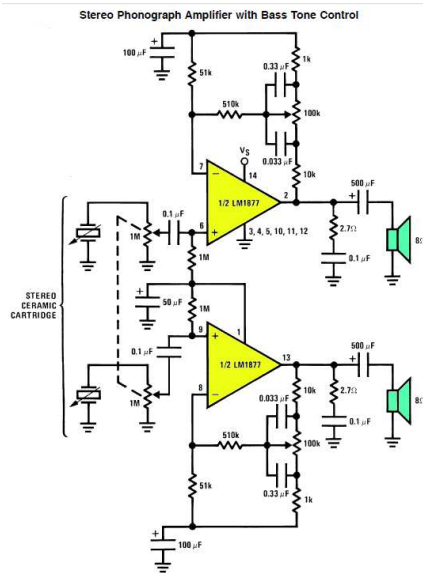 Stereo Phonograph Amplifier with Bass Tone Control
+
100 μF
51k
0.33 μF
1k
510k
100k
0.033 μF
10k
VS
7
14
−
1/2 LM1877
2
6
+
3, 4, 5, 10, 11, 12
0.1 μF
1M
1M
+
500 μF
2.7Ω
0.1 μF
8Ω
STEREO
CERAMIC
CARTRIDGE
+
50 μF
1M
9
+
1
0.1 μF
1/2 LM1877
13
8
−
1M
500 μF
+
10k
2.7Ω
0.033 μF
0.1 μF
8Ω
510k
100k
51k
0.33 μF
1k
+
100 μF